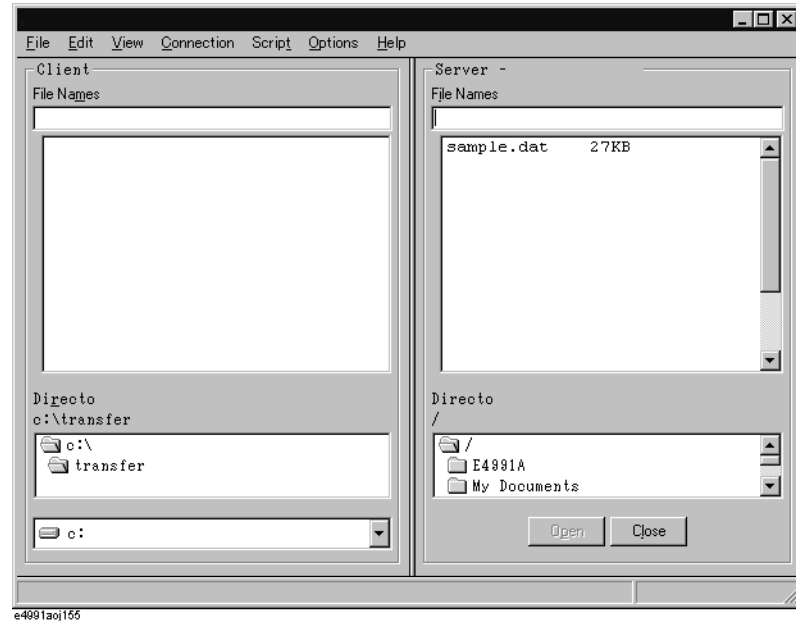 File Edit View Connection Script Options Help
Client
File Names
Directo
c:\transfer
c:\
transfer
c:
Server -
File Names
sample.dat 27KB
Directo
/
/
E4991A
My Documents
Open Close
e4991aoj155